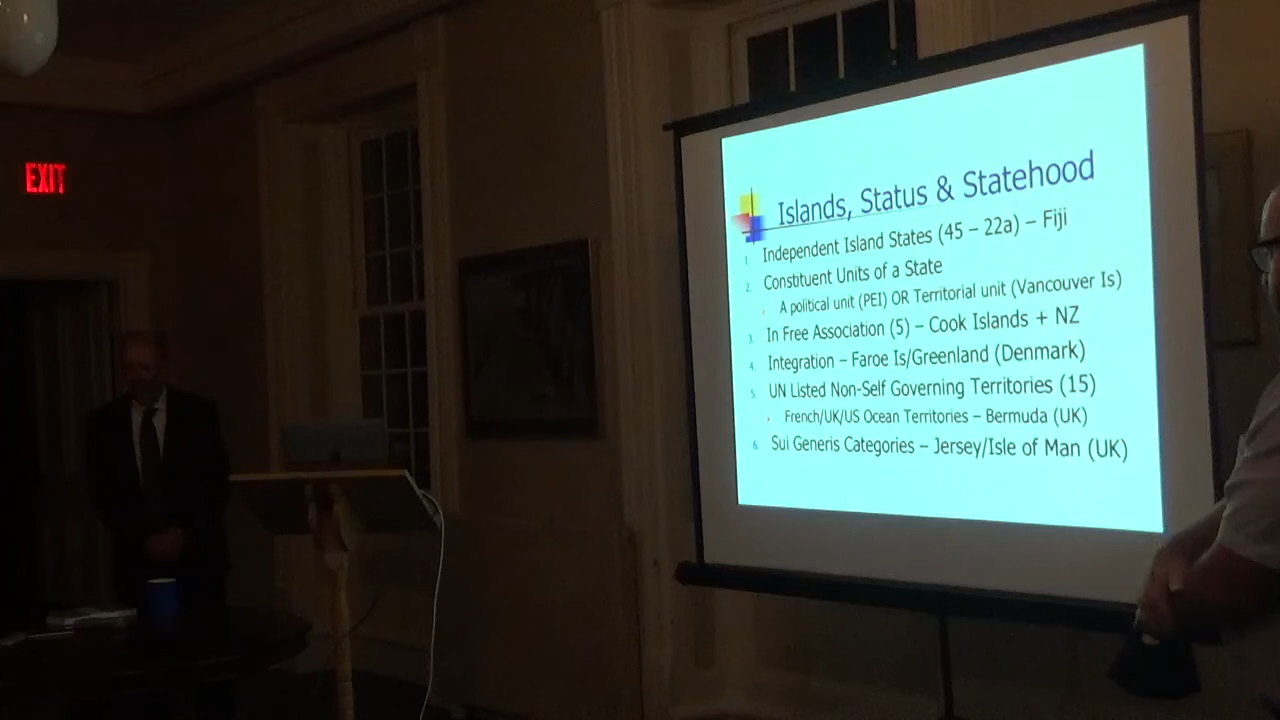 EXIT
Islands, Status & Statehood
1. Independent Island States (45 – 22a) – Fiji
2. Constituent Units of a State
A political unit (PEI) OR Territorial unit (Vancouver Is)
3. In Free Association (5) – Cook Islands + NZ
4. Integration – Faroe Is/Greenland (Denmark)
5. UN Listed Non-Self Governing Territories (15)
French/UK/US Ocean Territories – Bermuda (UK)
6. Sui Generis Categories – Jersey/Isle of Man (UK)